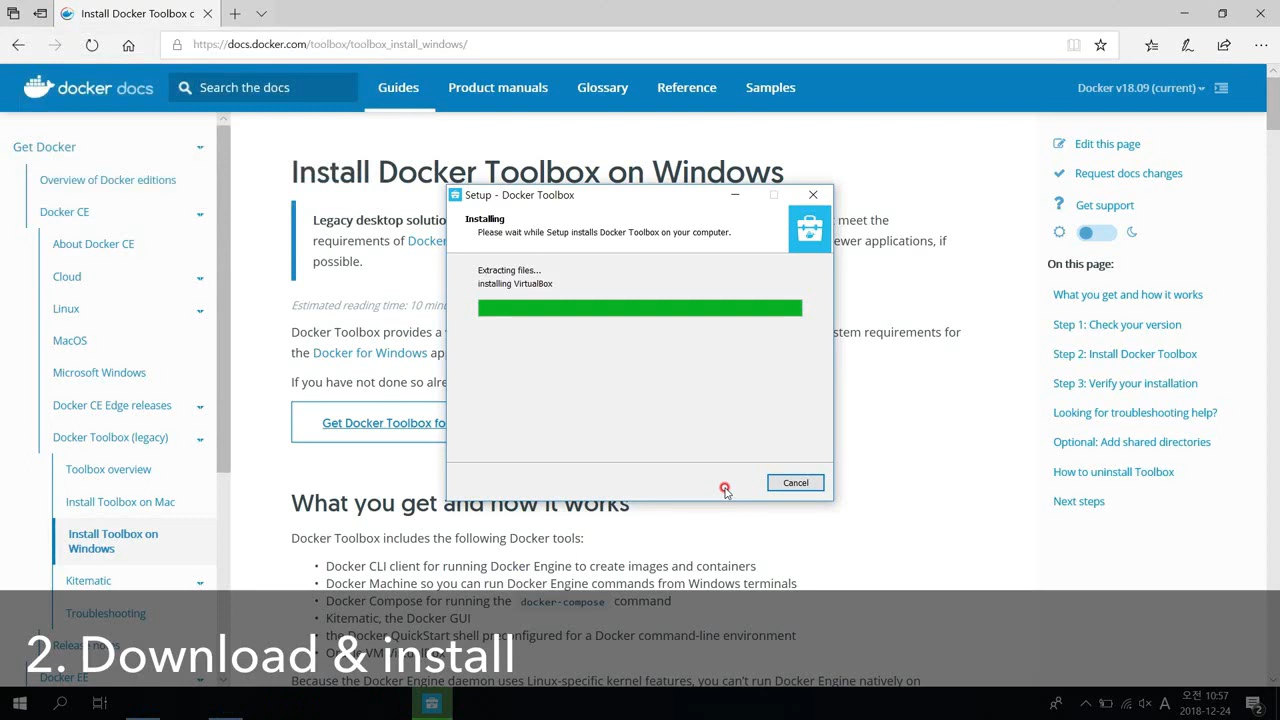 Install Docker Toolbox c
https://docs.docker.com/toolbox/toolbox_install_windows/
docker docs
Search the docs
Guides
Product manuals
Glossary
Reference
Samples
Docker v18.09 (current)
Get Docker
Overview of Docker editions
Docker CE
About Docker CE
Cloud
Linux
MacOS
Microsoft Windows
Docker CE Edge releases
Docker Toolbox (legacy)
Toolbox overview
Install Toolbox on Mac
Install Toolbox on
Windows
Kitematic
Troubleshooting
Release notes
Docker EE
Install Docker Toolbox on Windows
Legacy desktop solutio
meet the
requirements of Docker
ewer applications, if
possible.
Estimated reading time: 10 minu
Docker Toolbox provides a
stem requirements for
the Docker for Windows ap
If you have not done so alre
Get Docker Toolbox fo
What you get and how it works
Docker Toolbox includes the following Docker tools:
• Docker CLI client for running Docker Engine to create images and containers
• Docker Machine so you can run Docker Engine commands from Windows terminals
• Docker Compose for running the docker-compose command
• Kitematic, the Docker GUI
• the Docker QuickStart shell preconfigured for a Docker command-line environment
Because the Docker Engine daemon uses Linux-specific kernel features, you can't run Docker Engine natively on
Setup - Docker Toolbox
Installing
Please wait while Setup installs Docker Toolbox on your computer.
Extracting files...
installing VirtualBox
Cancel
Edit this page
Request docs changes
Get support
On this page:
What you get and how it works
Step 1: Check your version
Step 2: Install Docker Toolbox
Step 3: Verify your installation
Looking for troubleshooting help?
Optional: Add shared directories
How to uninstall Toolbox
Next steps
2. Download & install
A
오전 10:57
2018-12-24
2